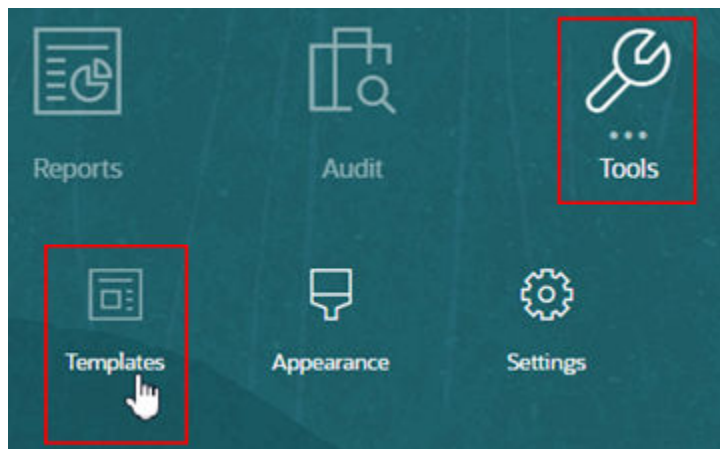 Reports
Audit
Tools
Templates
Appearance
Settings